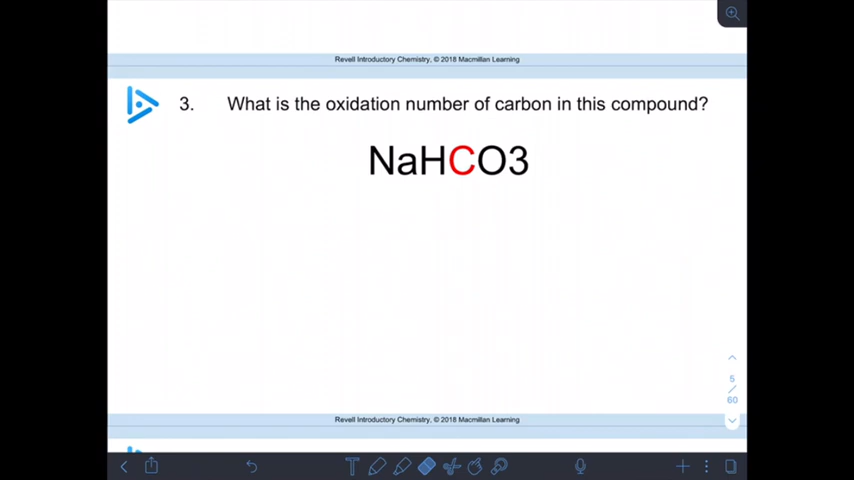 Revell Introductory Chemistry, © 2018 Macmillan Learning
3. What is the oxidation number of carbon in this compound?
NaHCO3
5
/
60
Revell Introductory Chemistry, © 2018 Macmillan Learning
T